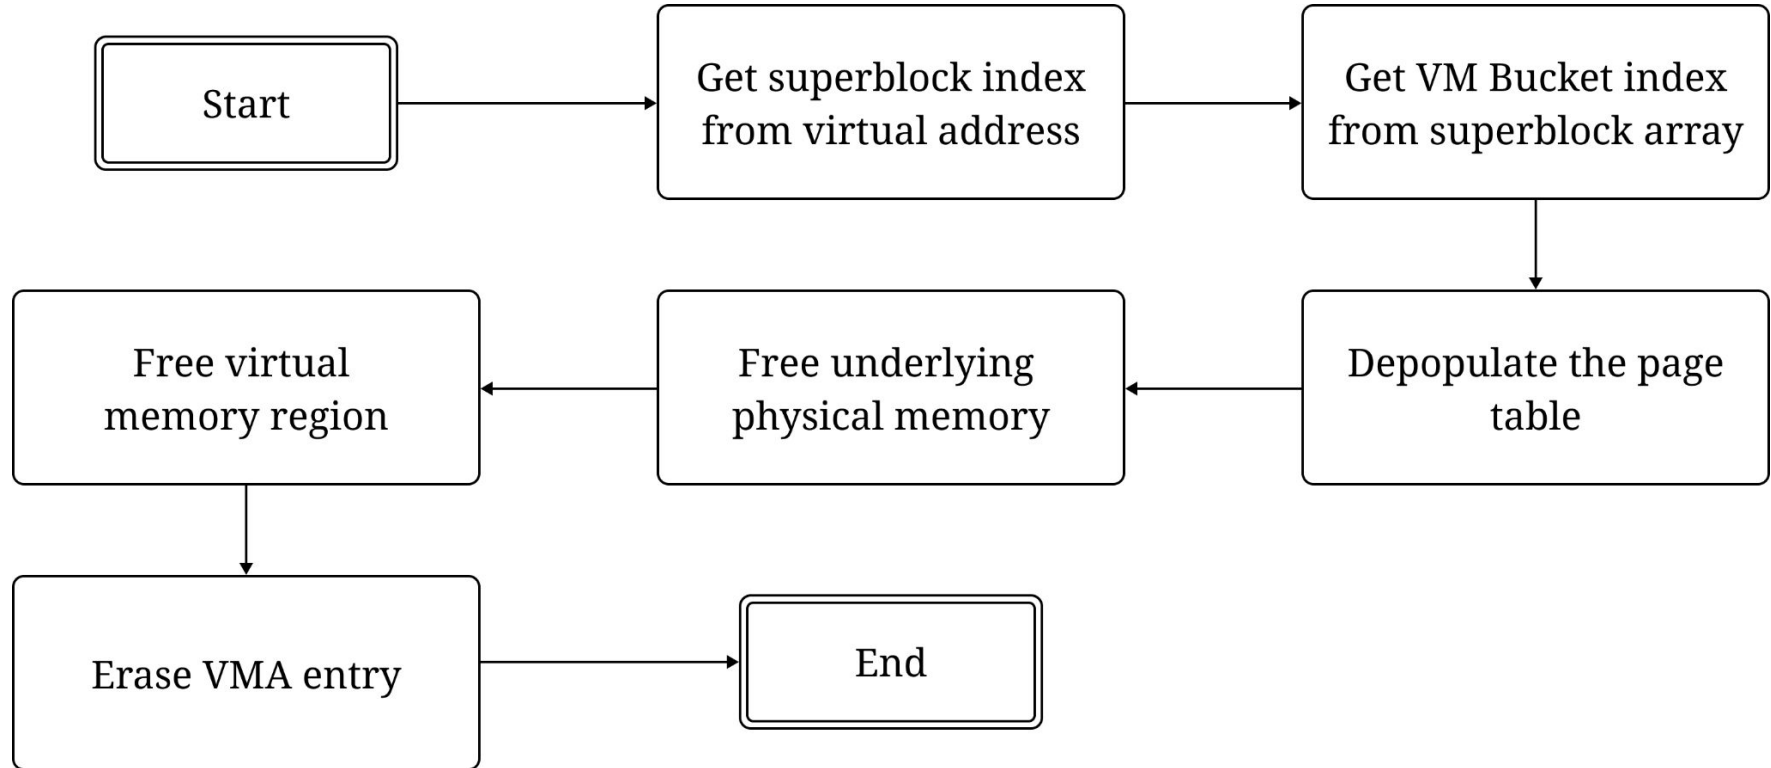 Start
Get superblock index
from virtual address
Get VM Bucket index
from superblock array
Depopulate the page
table
Free underlying
physical memory
Free virtual
memory region
Erase VMA entry
End